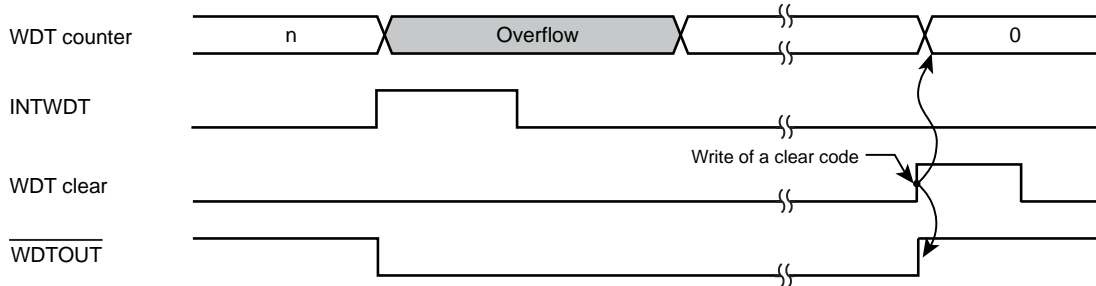 WDT counter n Overflow 0
INTWDT
Write of a clear code
WDT clear
WDTOUT